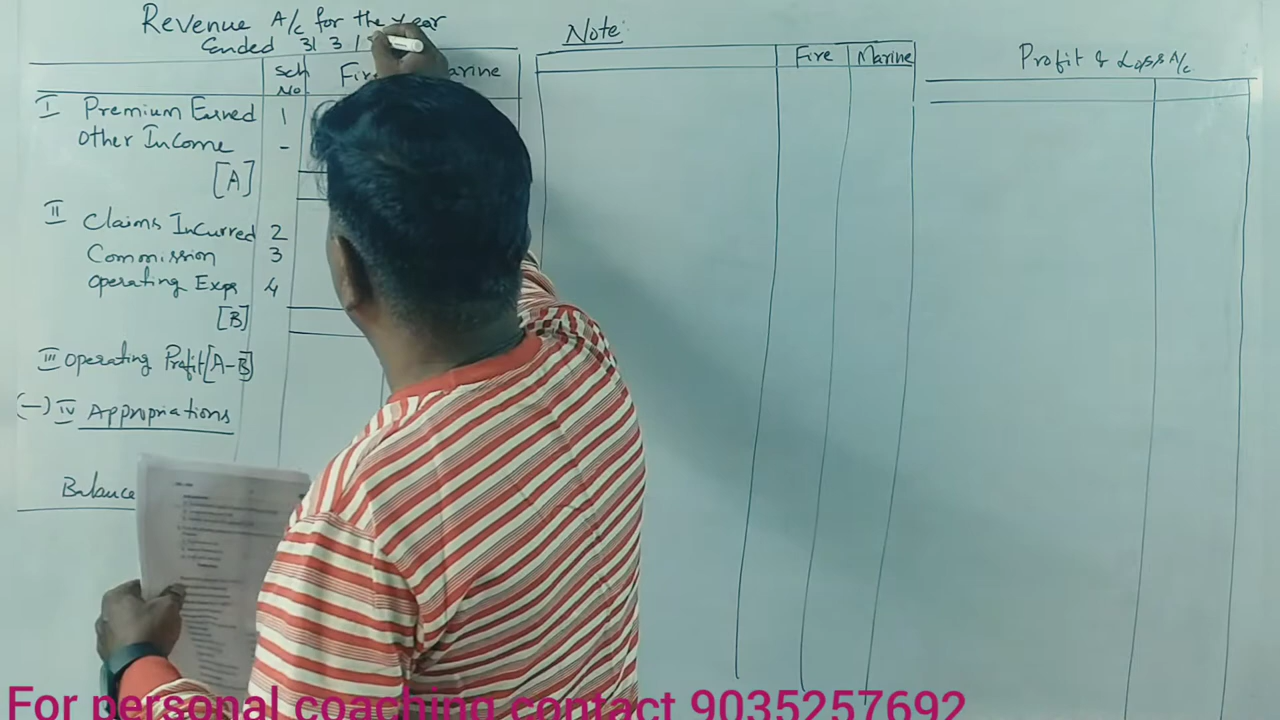 Revenue A/c for the year
Ended 31 3 1
Sch No Fire Marine
I Premium Earned 1
Other Income -
[A]
II Claims Incurred 2
Commission 3
Operating Exps 4
[B]
III Operating Profit [A-B]
(-) IV Appropriations
Balance
Note:
Fire Marine
Profit & Loss A/c
For personal coaching contact 9035257692